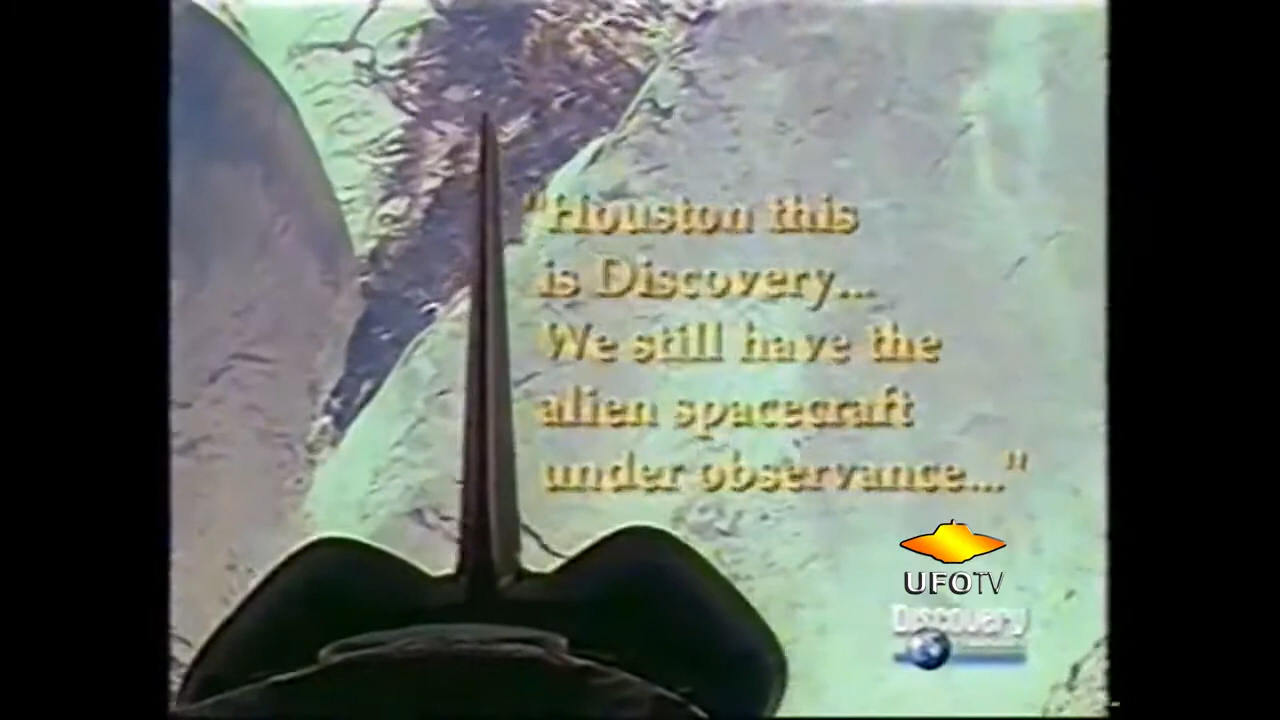 "Houston this
is Discovery...
We still have the
alien spacecraft
under observance..."
UFOTV
Discovery